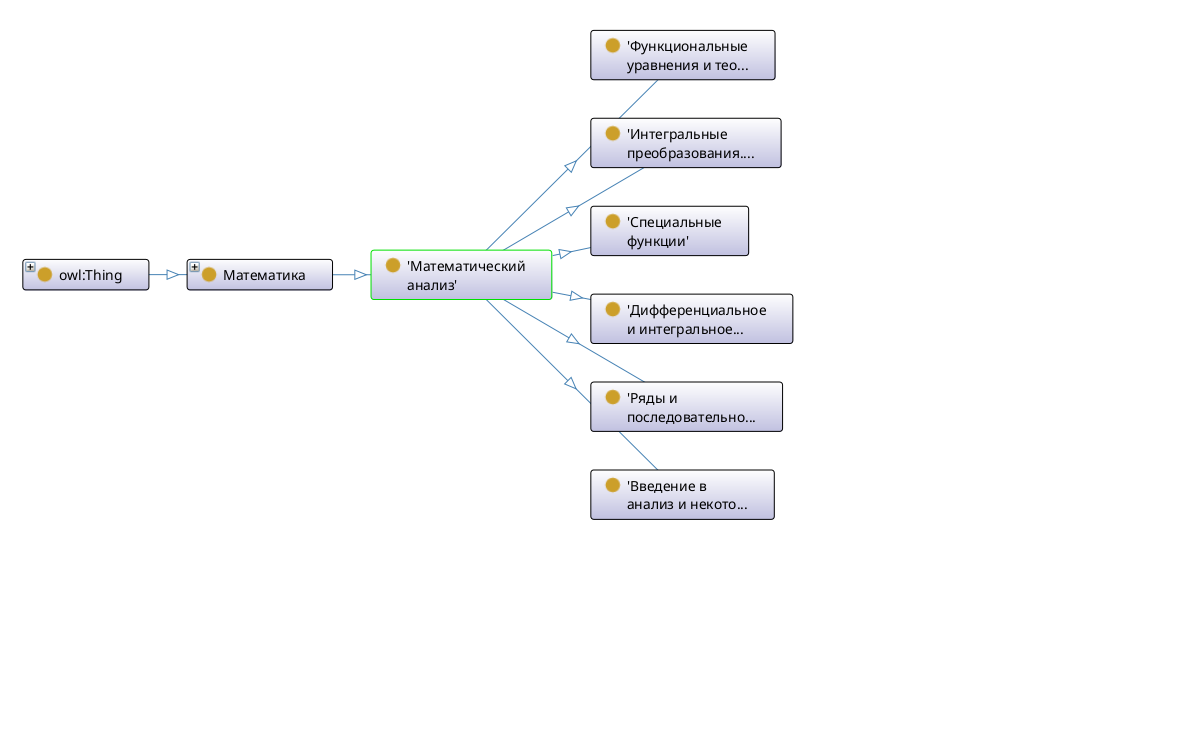 'Функциональные
уравнения и тео...
'Интегральные
преобразования....
'Специальные
функции'
owl:Thing
Математика
'Математический
анализ'
'Дифференциальное
и интегральное...
'Ряды и
последовательно...
'Введение в
анализ и некото...